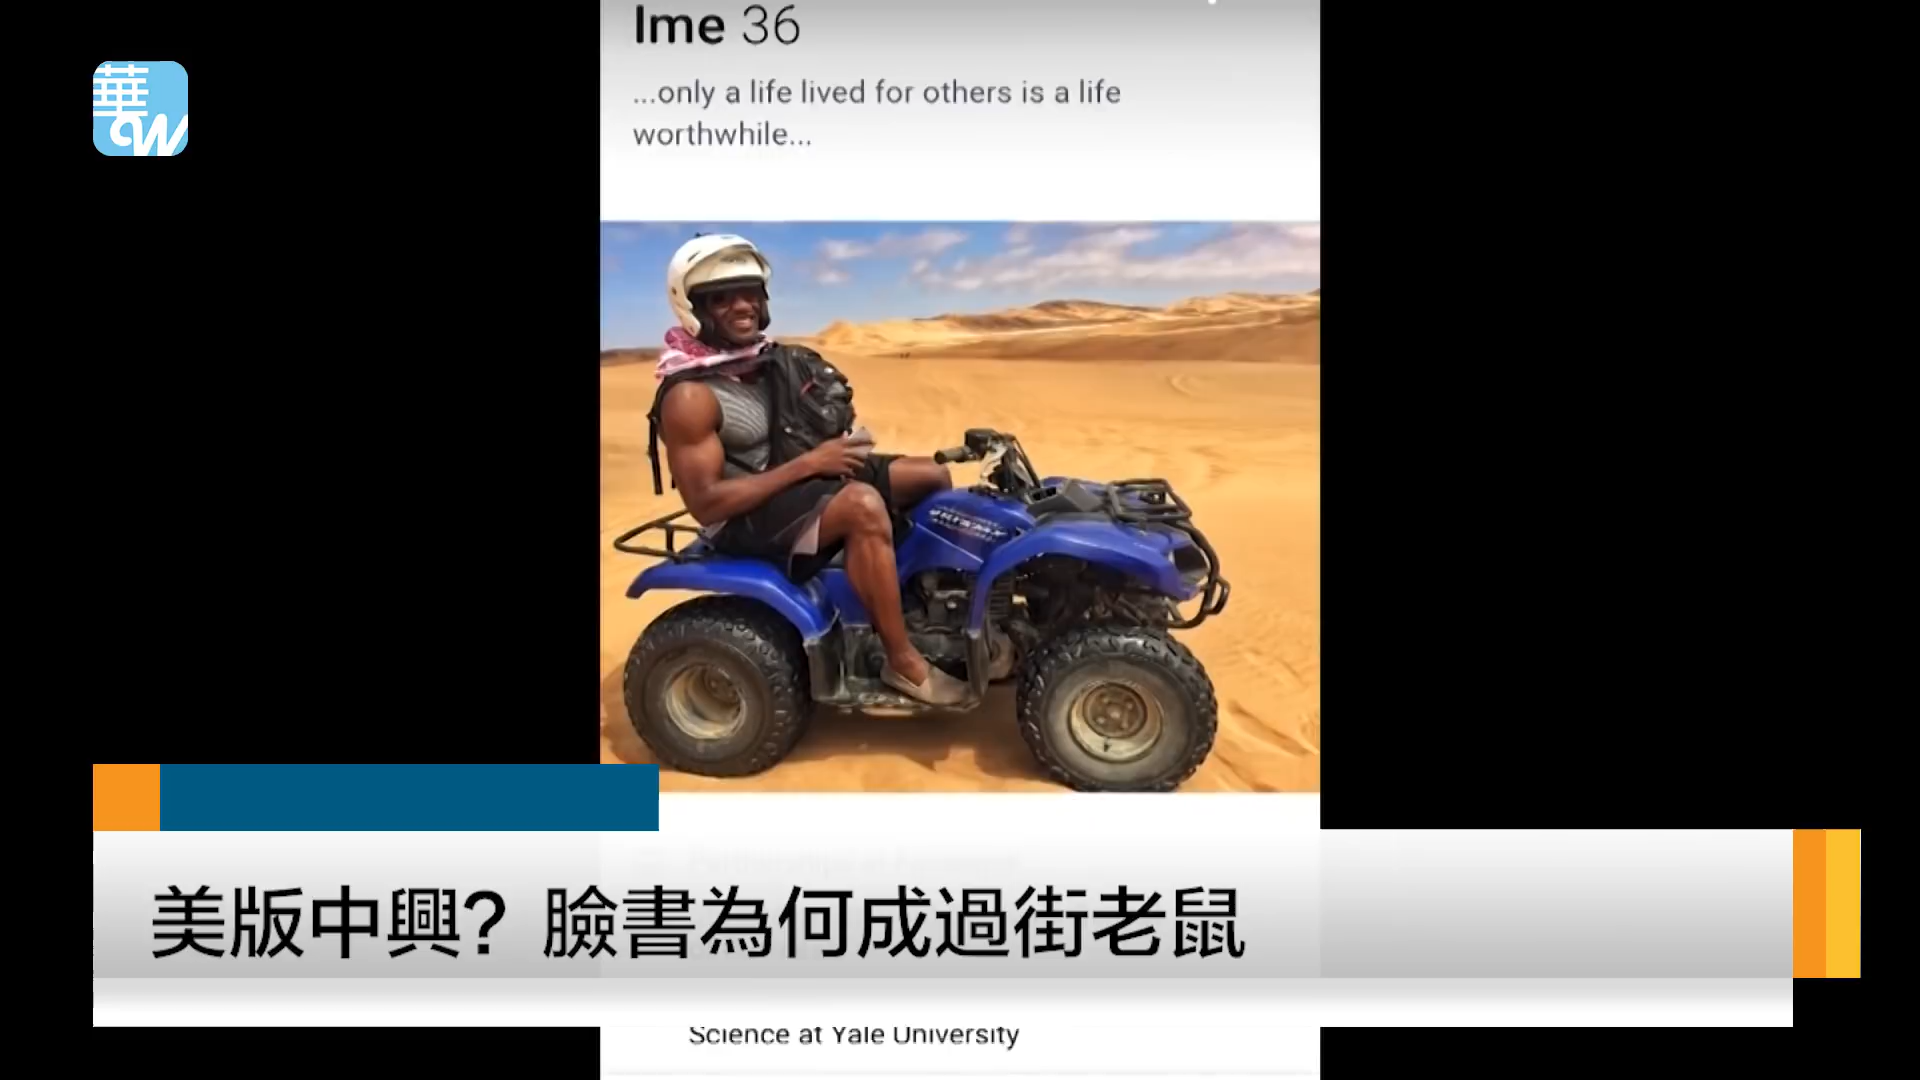 Ime 36
...only a life lived for others is a life
worthwhile...
華
W
美版中興? 臉書為何成過街老鼠
Science at Yale University